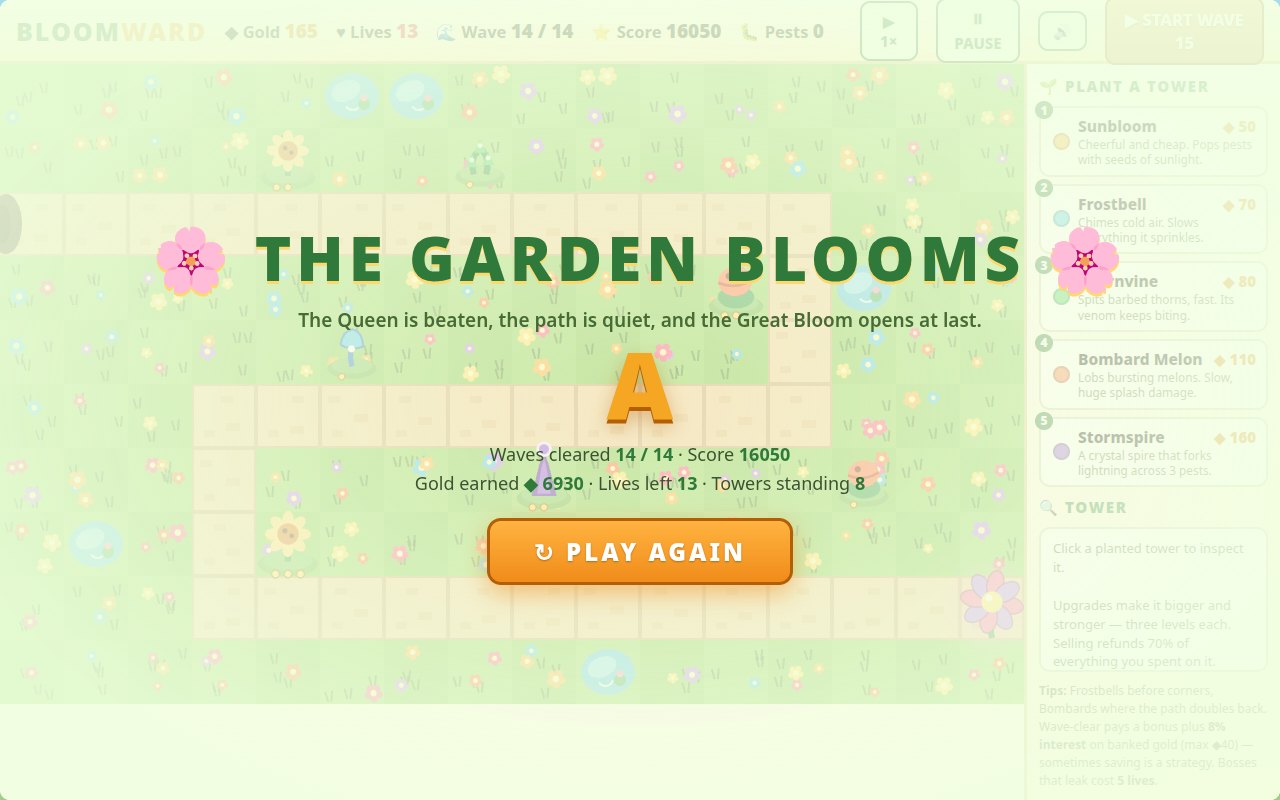 BLOOMWARD
◆ Gold 165 ♥ Lives 13 🌊 Wave 14 / 14 ⭐ Score 16050 🐛 Pests 0
▶ 1×
⏸ PAUSE
▶ START WAVE 15
🌱 PLANT A TOWER
1
Sunbloom ◆ 50
Cheerful and cheap. Pops pests
with seeds of sunlight.
2
Frostbell ◆ 70
Chimes cold air. Slows
everything it sprinkles.
3
Thornvine ◆ 80
Spits barbed thorns, fast. Its
venom keeps biting.
4
Bombard Melon ◆ 110
Lobs bursting melons. Slow,
huge splash damage.
5
Stormspire ◆ 160
A crystal spire that forks
lightning across 3 pests.
🔍 TOWER
Click a planted tower to inspect
it.
Upgrades make it bigger and
stronger — three levels each.
Selling refunds 70% of
everything you spent on it.
Tips: Frostbells before corners,
Bombards where the path doubles back.
Wave-clear pays a bonus plus 8%
interest on banked gold (max ◆40) —
sometimes saving is a strategy. Bosses
that leak cost 5 lives.
🌸 THE GARDEN BLOOMS 🌸
The Queen is beaten, the path is quiet, and the Great Bloom opens at last.
A
Waves cleared 14 / 14 · Score 16050
Gold earned ◆ 6930 · Lives left 13 · Towers standing 8
↻ PLAY AGAIN